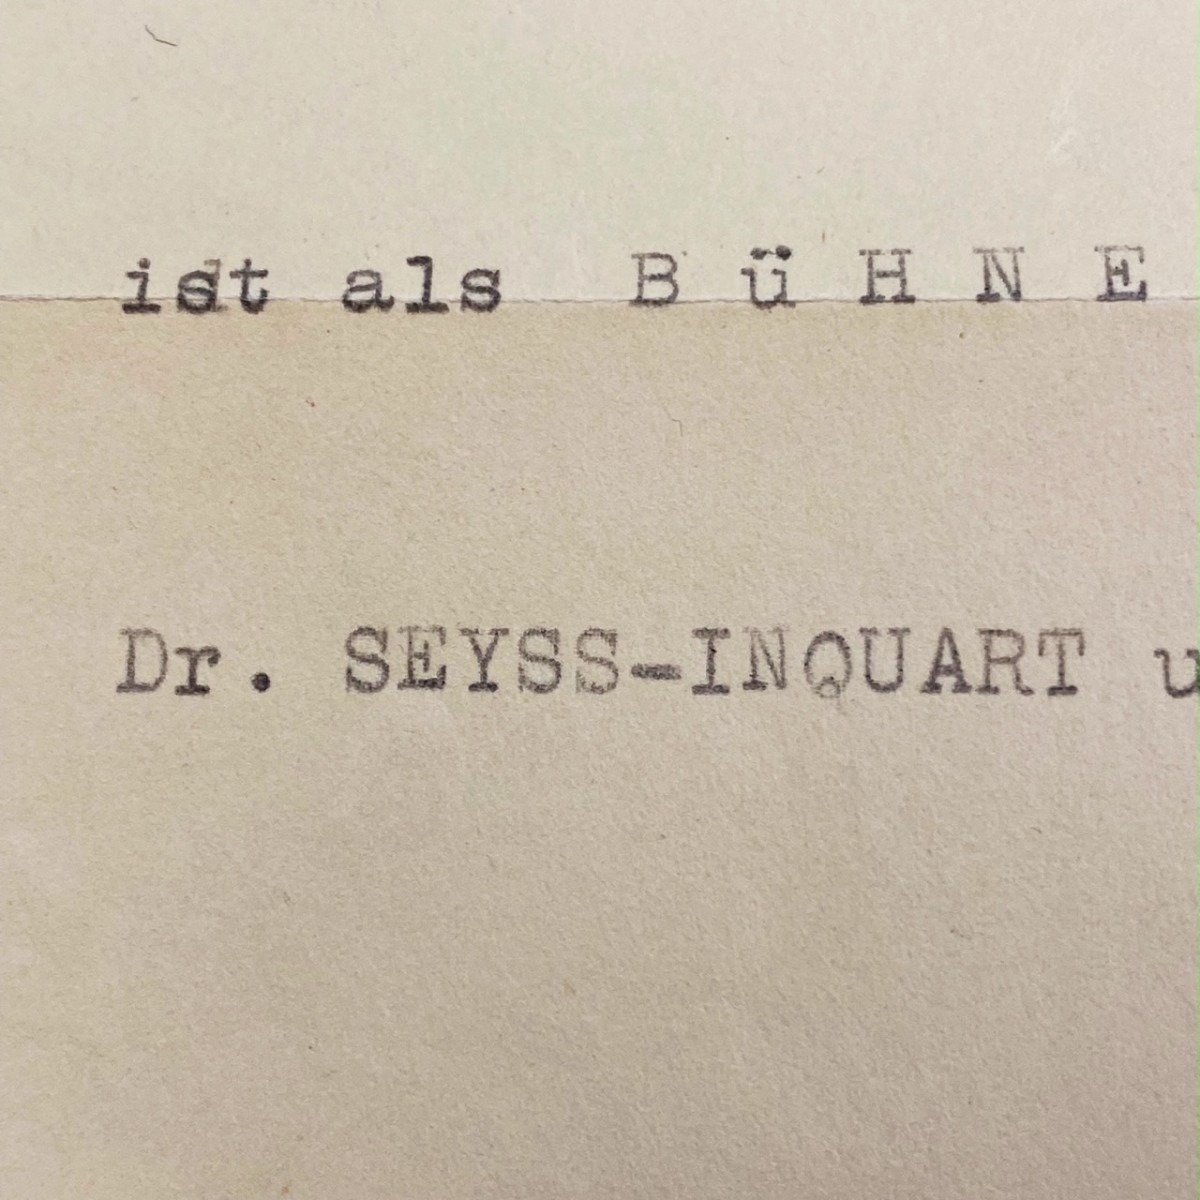 ist als B ü H N E
Dr. SEYSS-INQUART u